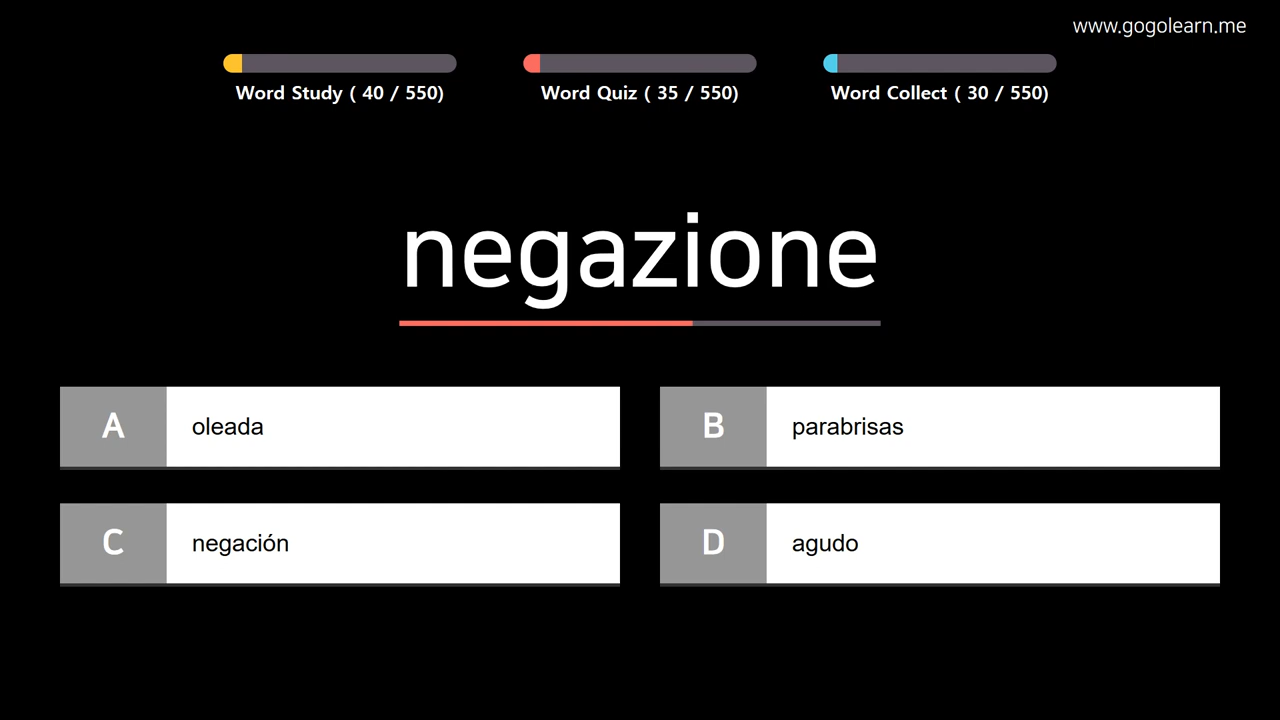 www.gogolearn.me
Word Study ( 40 / 550)
Word Quiz ( 35 / 550)
Word Collect ( 30 / 550)
negazione
A oleada
B parabrisas
C negación
D agudo